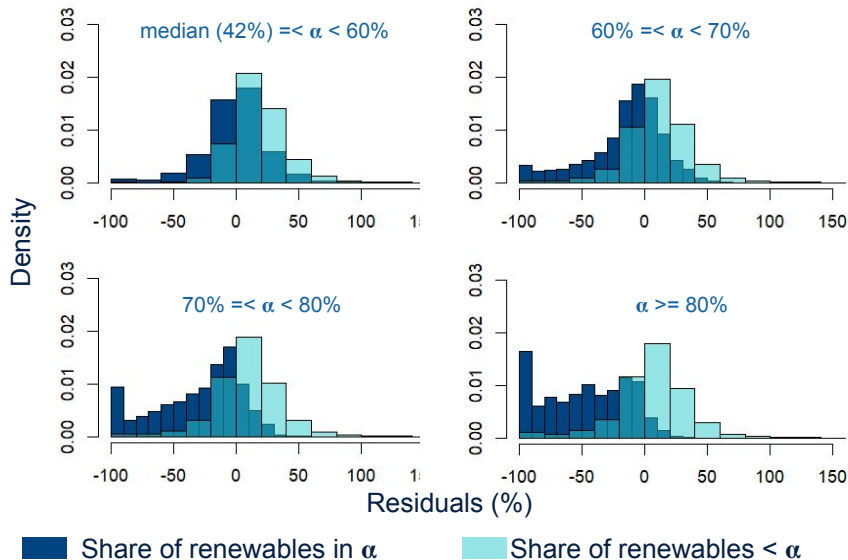 median (42%) =< α < 60%
0.03
0.02
0.01
0.00
-100 -50 0 50 100 15
60% =< α < 70%
0.03
0.02
0.01
0.00
-100 -50 0 50 100 150
Density
70% =< α < 80%
0.03
0.02
0.01
0.00
-100 -50 0 50 100 15
α >= 80%
0.03
0.02
0.01
0.00
-100 -50 0 50 100 150
Residuals (%)
Share of renewables in α
Share of renewables < α